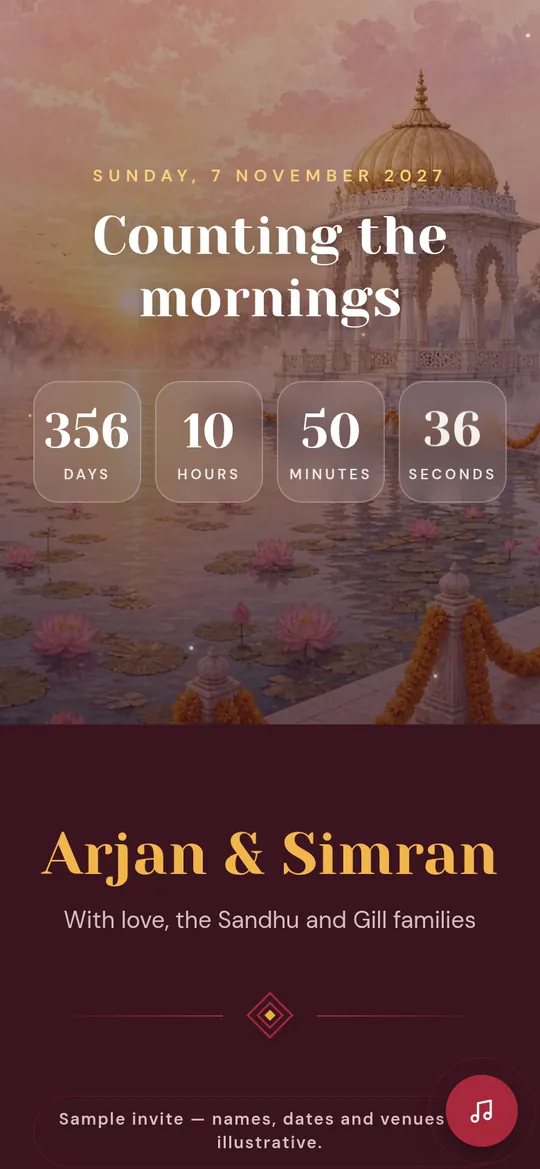 SUNDAY, 7 NOVEMBER 2027
Counting the
mornings
356 10 50 36
DAYS HOURS MINUTES SECONDS
Arjan & Simran
With love, the Sandhu and Gill families
Sample invite — names, dates and venues
illustrative.